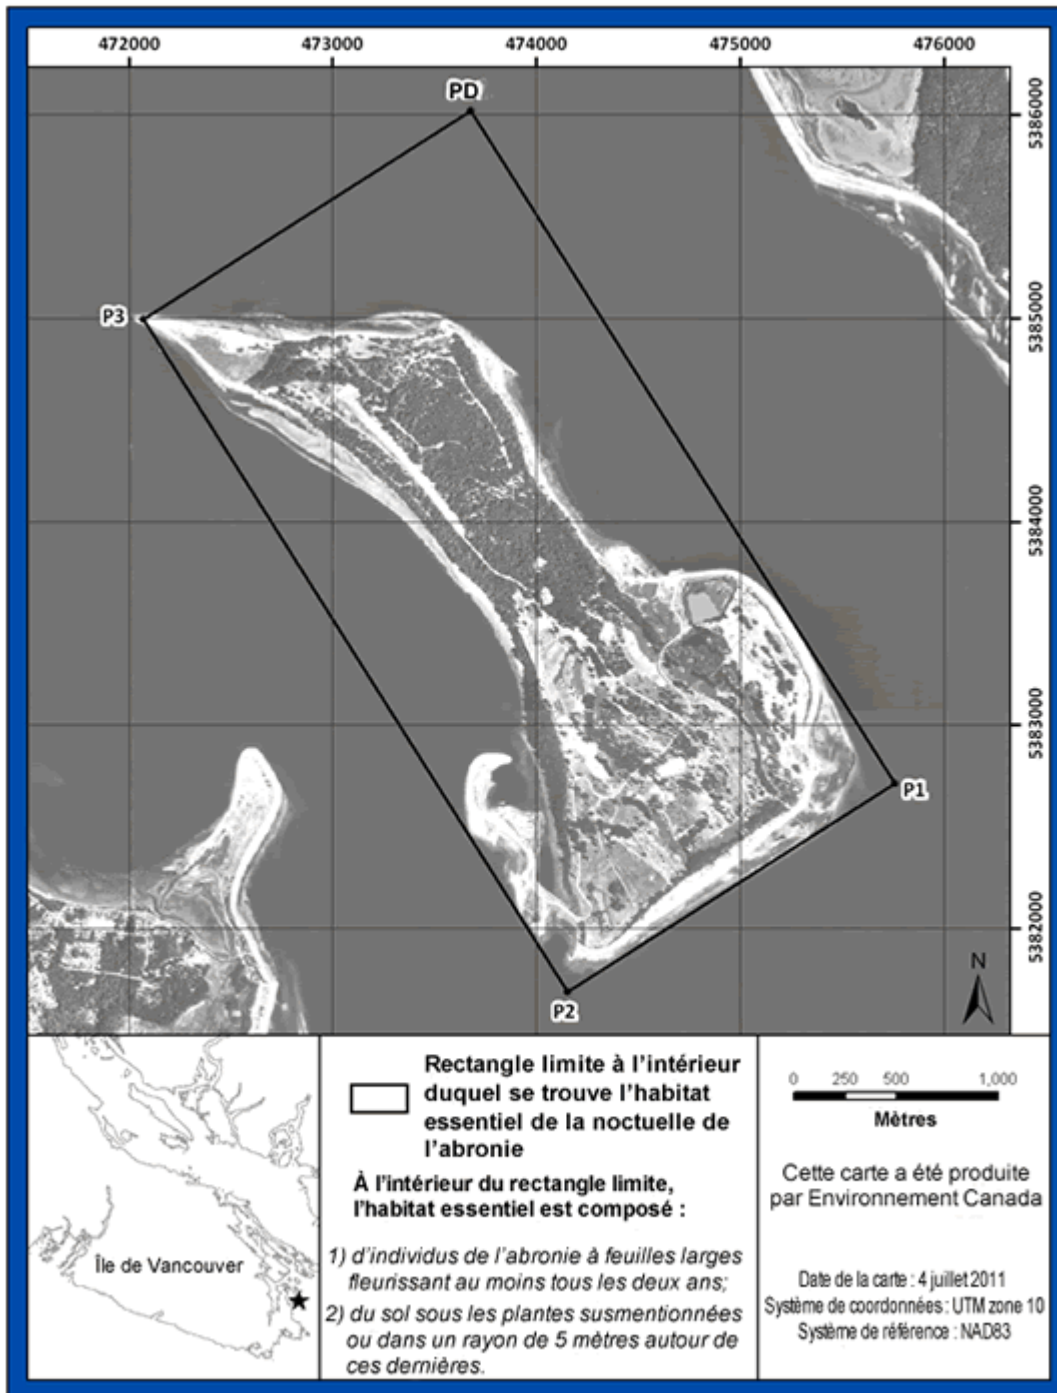 472000 473000 474000 475000 476000
PD
5386000
P3
5385000
5384000
5383000
P1
5382000
P2
N
Rectangle limite à l'intérieur
duquel se trouve l'habitat
essentiel de la noctuelle de
l'abronie
À l'intérieur du rectangle limite,
l'habitat essentiel est composé :
1) d'individus de l'abronie à feuilles larges
fleurissant au moins tous les deux ans;
2) du sol sous les plantes susmentionnées
ou dans un rayon de 5 mètres autour de
ces dernières.
Île de Vancouver
0 250 500 1,000
Mètres
Cette carte a été produite
par Environnement Canada
Date de la carte : 4 juillet 2011
Système de coordonnées : UTM zone 10
Système de référence : NAD83